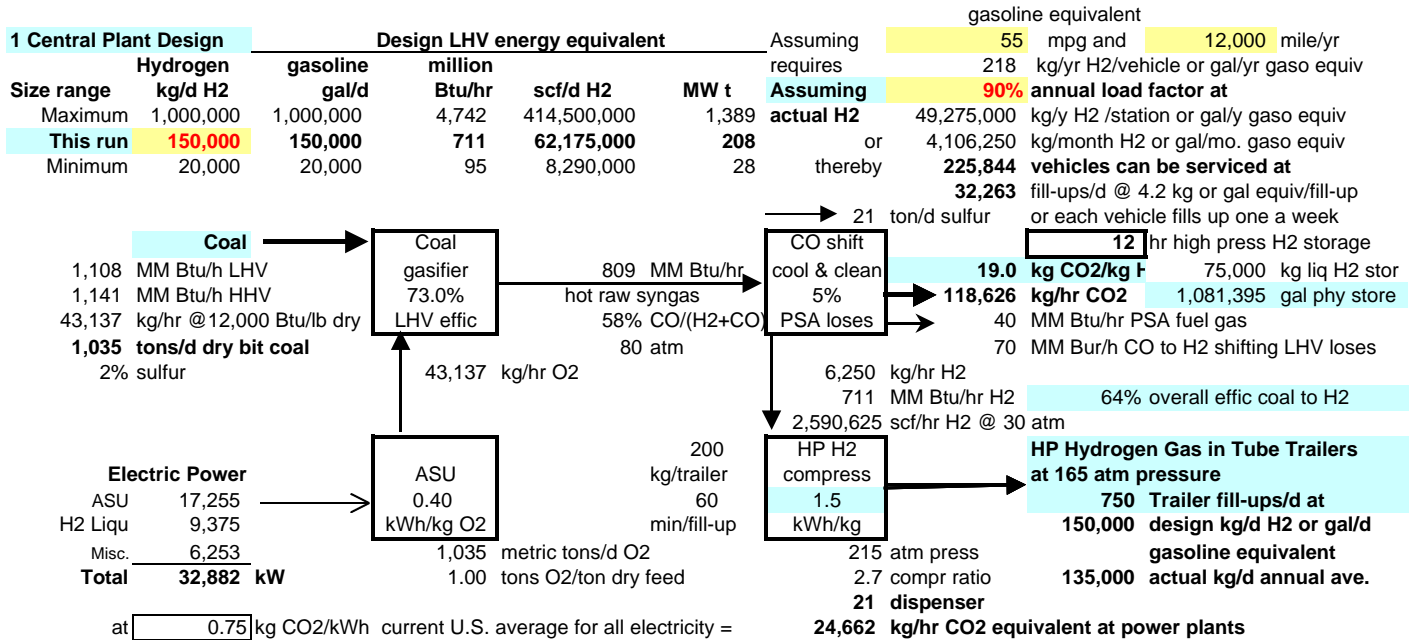 gasoline equivalent
1 Central Plant Design Design LHV energy equivalent Assuming 55 mpg and 12,000 mile/yr
Hydrogen gasoline million requires 218 kg/yr H2/vehicle or gal/yr gaso equiv
Size range kg/d H2 gal/d Btu/hr scf/d H2 MW t Assuming 90% annual load factor at
Maximum 1,000,000 1,000,000 4,742 414,500,000 1,389 actual H2 49,275,000 kg/y H2 /station or gal/y gaso equiv
This run 150,000 150,000 711 62,175,000 208 or 4,106,250 kg/month H2 or gal/mo. gaso equiv
Minimum 20,000 20,000 95 8,290,000 28 thereby 225,844 vehicles can be serviced at
32,263 fill-ups/d @ 4.2 kg or gal equiv/fill-up
21 ton/d sulfur or each vehicle fills up one a week
Coal Coal CO shift 12 hr high press H2 storage
1,108 MM Btu/h LHV gasifier 809 MM Btu/hr cool & clean 19.0 kg CO2/kg H 75,000 kg liq H2 stor
1,141 MM Btu/h HHV 73.0% hot raw syngas 5% 118,626 kg/hr CO2 1,081,395 gal phy store
43,137 kg/hr @12,000 Btu/lb dry LHV effic 58% CO/(H2+CO) PSA loses 40 MM Btu/hr PSA fuel gas
1,035 tons/d dry bit coal 80 atm 70 MM Bur/h CO to H2 shifting LHV loses
2% sulfur 43,137 kg/hr O2 6,250 kg/hr H2
711 MM Btu/hr H2 64% overall effic coal to H2
2,590,625 scf/hr H2 @ 30 atm
200 HP H2 HP Hydrogen Gas in Tube Trailers
Electric Power ASU kg/trailer compress at 165 atm pressure
ASU 17,255 0.40 60 1.5 750 Trailer fill-ups/d at
H2 Liqu 9,375 kWh/kg O2 min/fill-up kWh/kg 150,000 design kg/d H2 or gal/d
Misc. 6,253 1,035 metric tons/d O2 215 atm press gasoline equivalent
Total 32,882 kW 1.00 tons O2/ton dry feed 2.7 compr ratio 135,000 actual kg/d annual ave.
21 dispenser
at 0.75 kg CO2/kWh current U.S. average for all electricity = 24,662 kg/hr CO2 equivalent at power plants